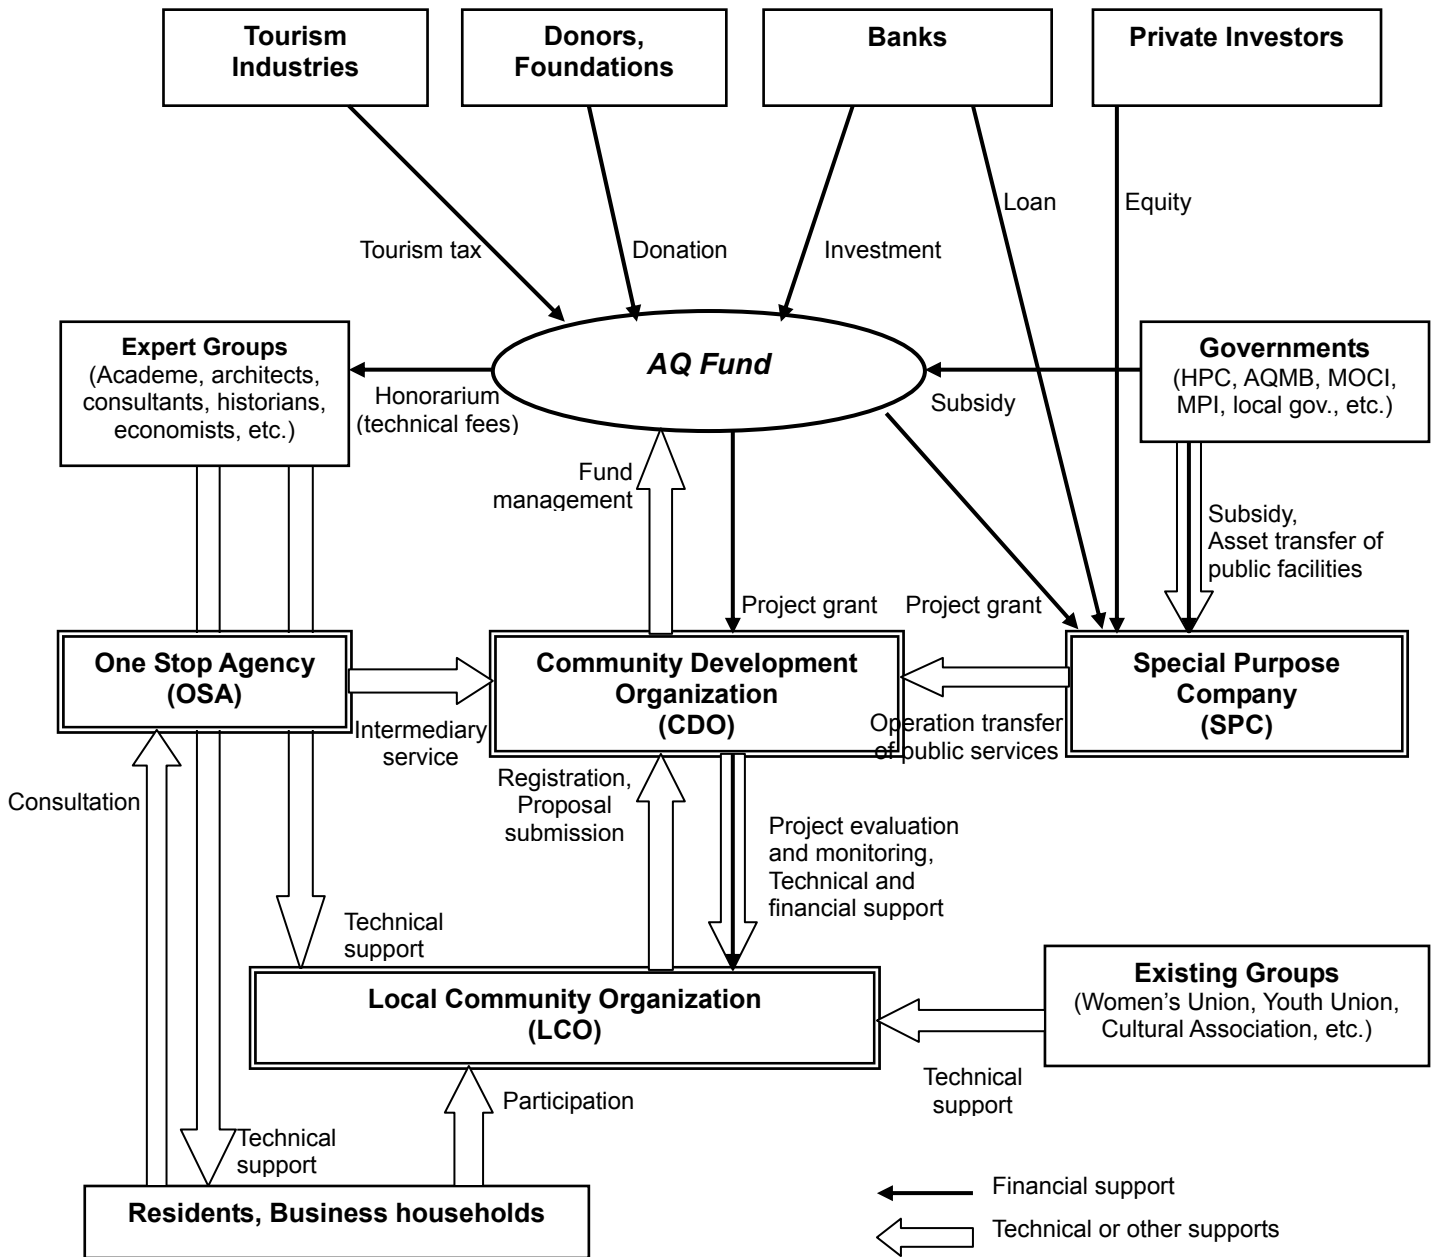 Tourism
Industries
Donors,
Foundations
Banks
Private Investors
Loan
Equity
Tourism tax
Donation
Investment
Expert Groups
(Academe, architects,
consultants, historians,
economists, etc.)
AQ Fund
Governments
(HPC, AQMB, MOCI,
MPI, local gov., etc.)
Honorarium
(technical fees)
Subsidy
Fund
management
Subsidy,
Asset transfer of
public facilities
Project grant
Project grant
One Stop Agency
(OSA)
Community Development
Organization
(CDO)
Special Purpose
Company
(SPC)
Intermediary
service
Operation transfer
of public services
Consultation
Registration,
Proposal
submission
Project evaluation
and monitoring,
Technical and
financial support
Technical
support
Local Community Organization
(LCO)
Existing Groups
(Women’s Union, Youth Union,
Cultural Association, etc.)
Technical
support
Participation
Technical
support
Residents, Business households
Financial support
Technical or other supports